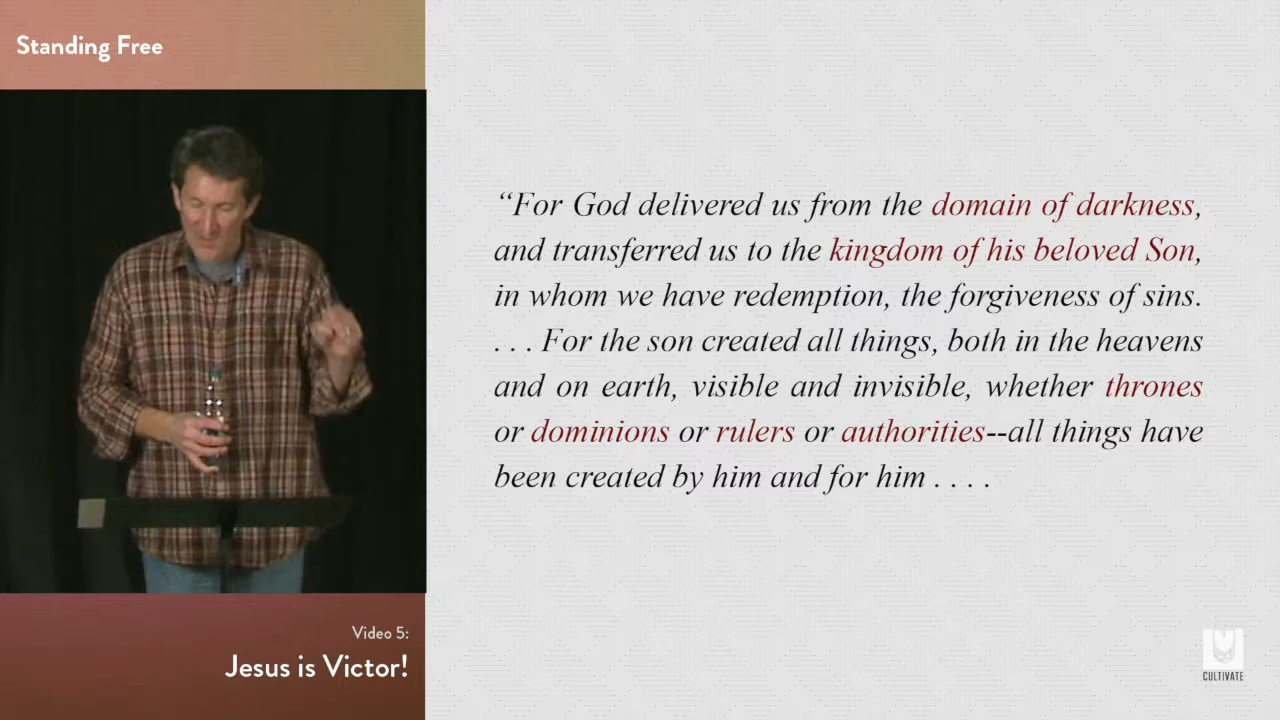 Standing Free
“For God delivered us from the domain of darkness,
and transferred us to the kingdom of his beloved Son,
in whom we have redemption, the forgiveness of sins.
. . . For the son created all things, both in the heavens
and on earth, visible and invisible, whether thrones
or dominions or rulers or authorities--all things have
been created by him and for him . . . .
Video 5:
Jesus is Victor!
CULTIVATE